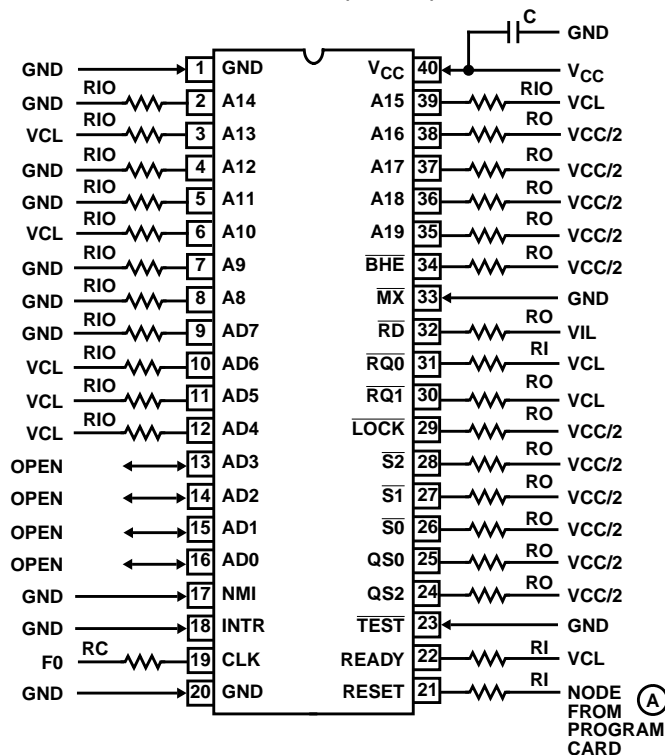 C
GND
GND 1 GND VCC 40 VCC
GND RIO 2 A14 A15 39 RIO VCL
VCL RIO 3 A13 A16 38 RO VCC/2
GND RIO 4 A12 A17 37 RO VCC/2
GND RIO 5 A11 A18 36 RO VCC/2
VCL RIO 6 A10 A19 35 RO VCC/2
GND RIO 7 A9 BHE 34 RO VCC/2
GND RIO 8 A8 MX 33 GND
GND RIO 9 AD7 RD 32 RO VIL
VCL RIO 10 AD6 RQ0 31 RI VCL
VCL RIO 11 AD5 RQ1 30 RO VCL
VCL RIO 12 AD4 LOCK 29 RO VCC/2
OPEN 13 AD3 S2 28 RO VCC/2
OPEN 14 AD2 S1 27 RO VCC/2
OPEN 15 AD1 S0 26 RO VCC/2
OPEN 16 AD0 QS0 25 RO VCC/2
GND 17 NMI QS2 24 RO VCC/2
GND 18 INTR TEST 23 GND
F0 RC 19 CLK READY 22 RI VCL
GND 20 GND RESET 21 RI NODE A
FROM
PROGRAM
CARD